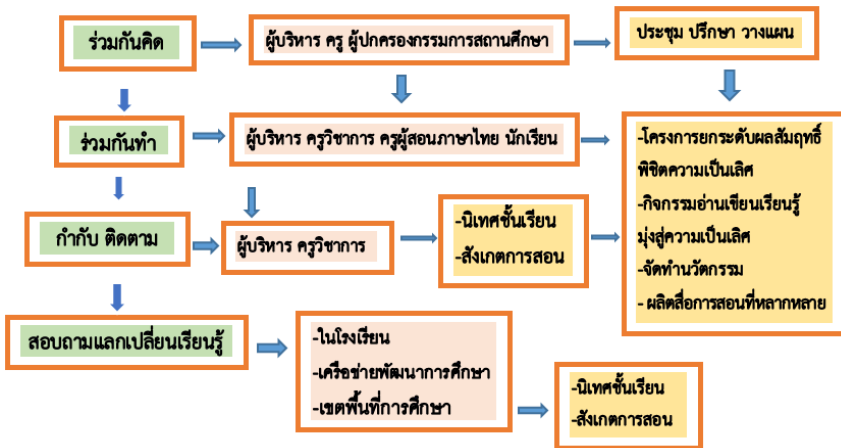 ร่วมกันคิด
ผู้บริหาร ครู ผู้ปกครองกรรมการสถานศึกษา
ประชุม ปรึกษา วางแผน
ร่วมกันทำ
ผู้บริหาร ครูวิชาการ ครูผู้สอนภาษาไทย นักเรียน
-โครงการยกระดับผลสัมฤทธิ์
พิชิตความเป็นเลิศ
-กิจกรรมอ่านเขียนเรียนรู้
มุ่งสู่ความเป็นเลิศ
-จัดทำนวัตกรรม
- ผลิตสื่อการสอนที่หลากหลาย
กำกับ ติดตาม
ผู้บริหาร ครูวิชาการ
-นิเทศชั้นเรียน
-สังเกตการสอน
สอบถามแลกเปลี่ยนเรียนรู้
-ในโรงเรียน
-เครือข่ายพัฒนาการศึกษา
-เขตพื้นที่การศึกษา
-นิเทศชั้นเรียน
-สังเกตการสอน